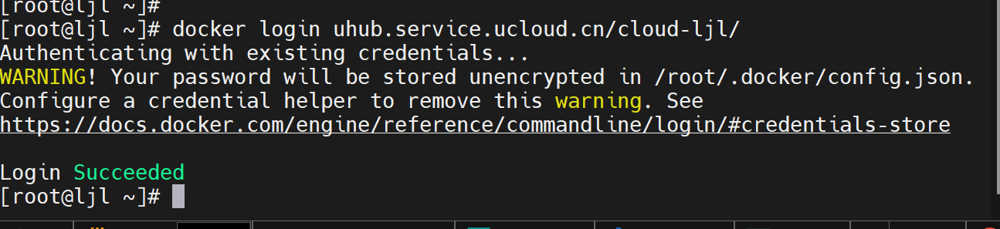 [root@ljl ~]#
[root@ljl ~]# docker login uhub.service.ucloud.cn/cloud-ljl/
Authenticating with existing credentials...
WARNING! Your password will be stored unencrypted in /root/.docker/config.json.
Configure a credential helper to remove this warning. See
https://docs.docker.com/engine/reference/commandline/login/#credentials-store
Login Succeeded
[root@ljl ~]#